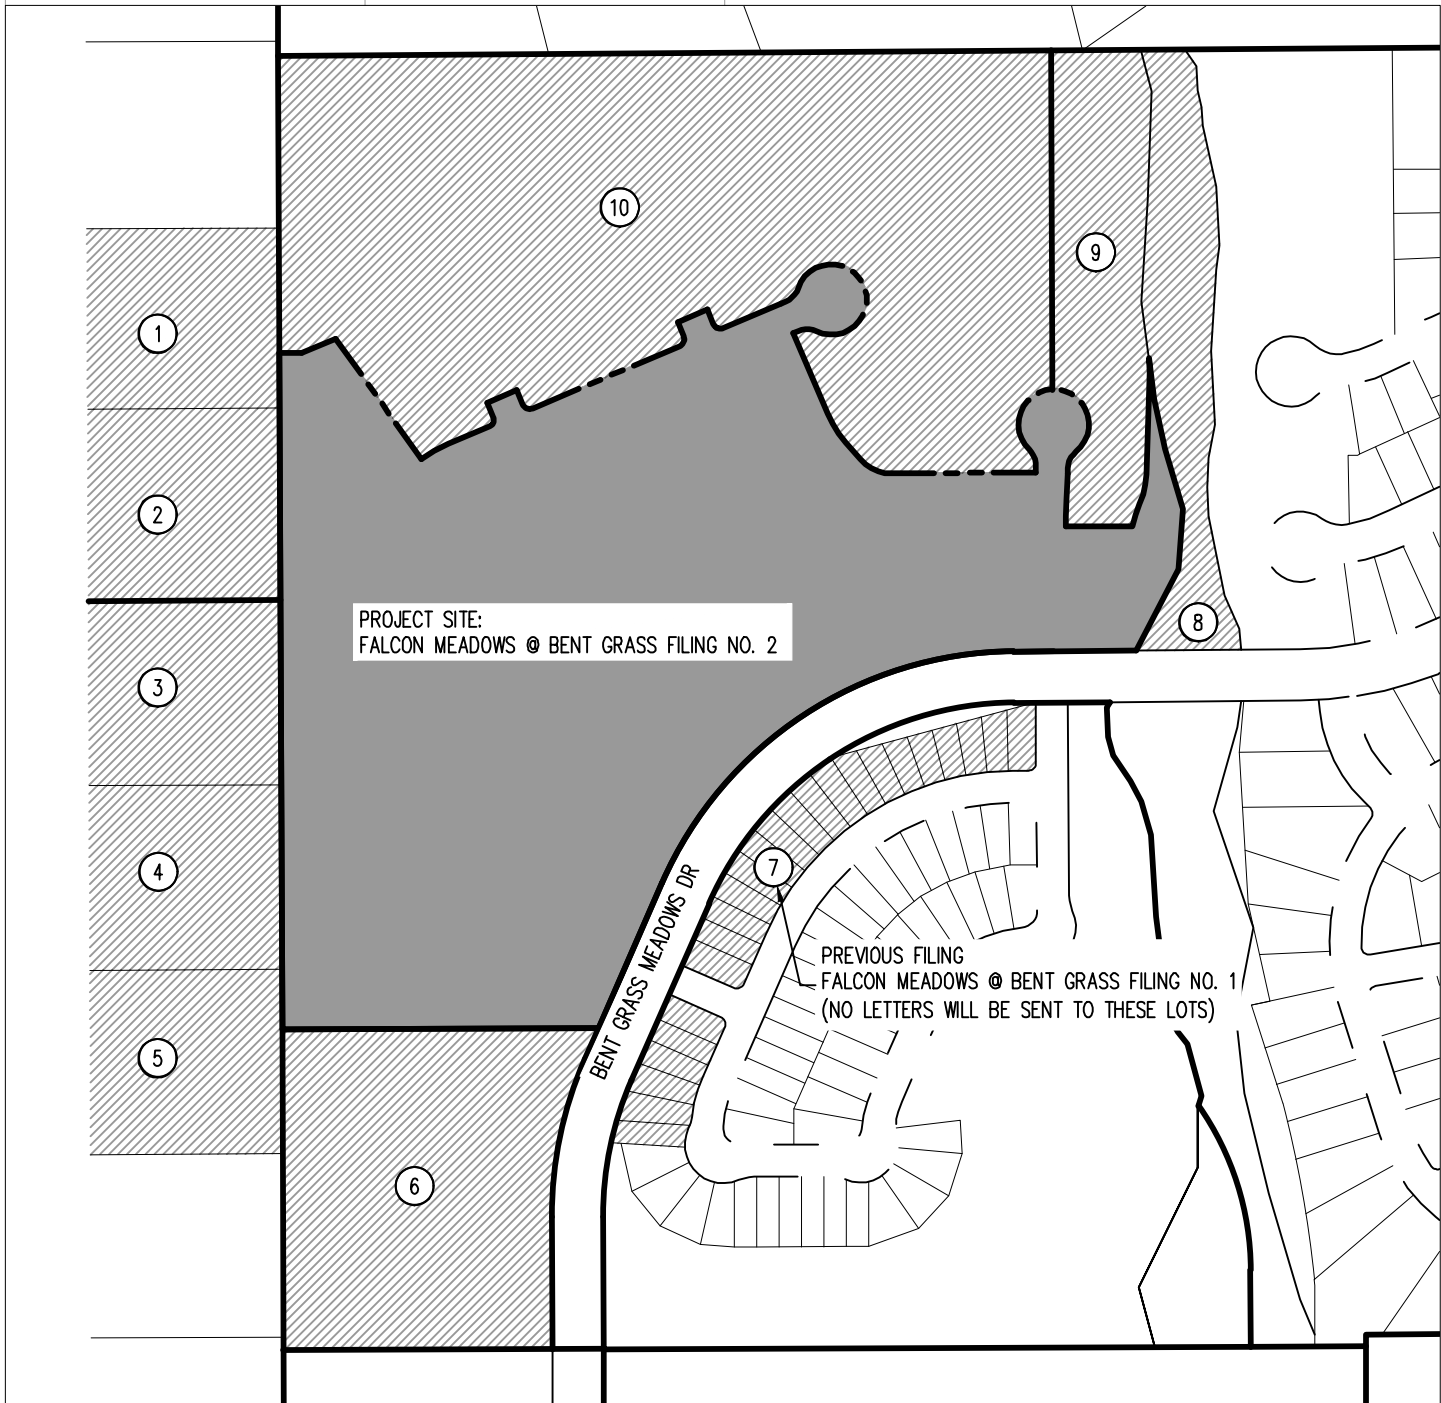 10
9
1
2
PROJECT SITE:
FALCON MEADOWS @ BENT GRASS FILING NO. 2
8
3
4
7
BENT GRASS MEADOWS DR
PREVIOUS FILING
FALCON MEADOWS @ BENT GRASS FILING NO. 1
(NO LETTERS WILL BE SENT TO THESE LOTS)
5
6